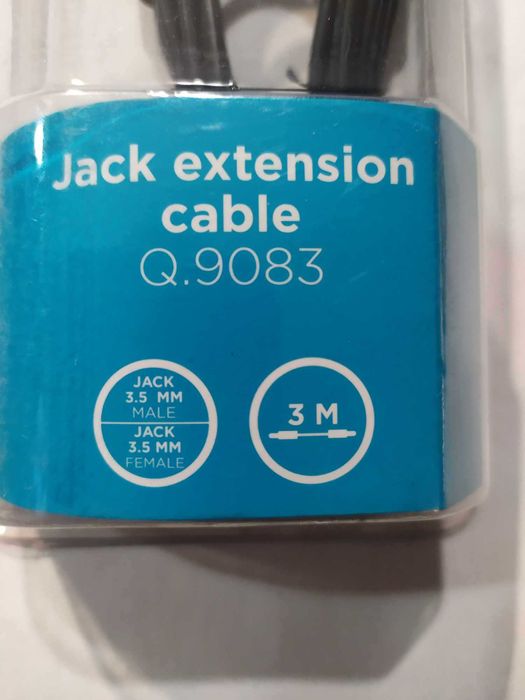 Jack extension
cable
Q.9083
JACK
3.5 MM
MALE
JACK
3.5 MM
FEMALE
3 M